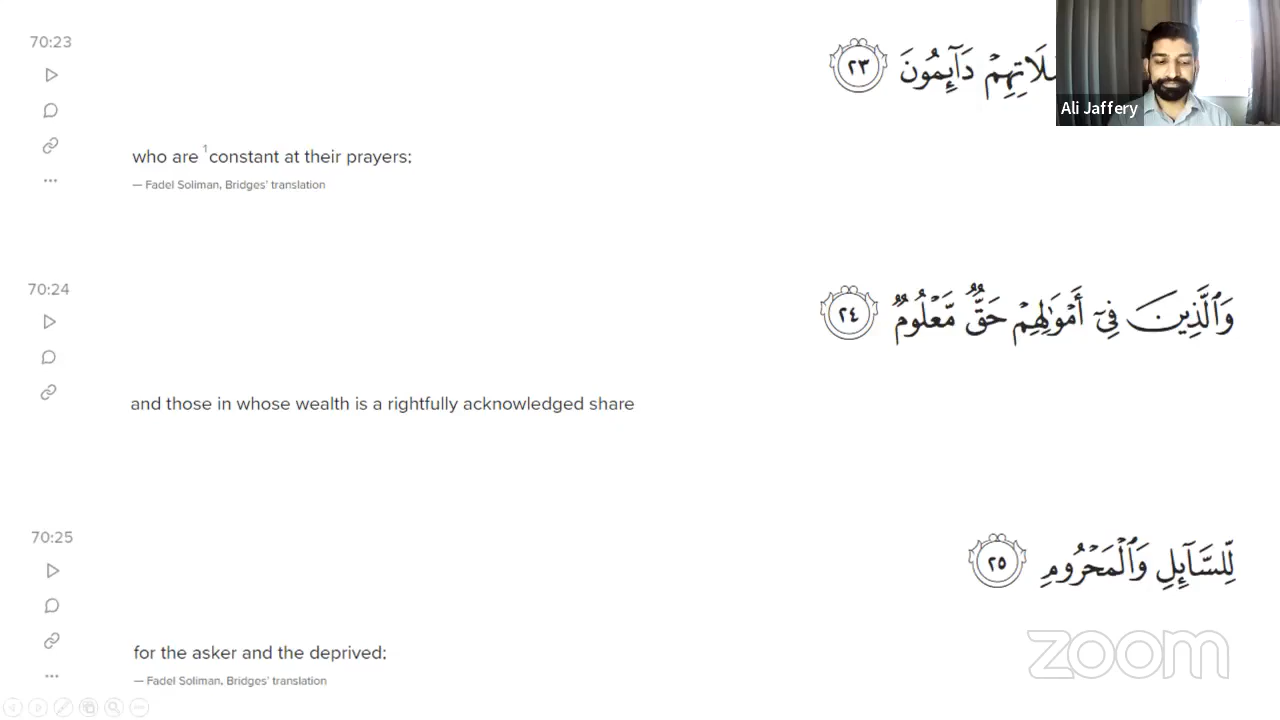 70:23
صَلَاتِهِمْ دَآئِمُونَ ٢٣
Ali Jaffery
who are ¹constant at their prayers:
— Fadel Soliman, Bridges' translation
70:24
وَٱلَّذِينَ فِىٓ أَمْوَٰلِهِمْ حَقٌّ مَّعْلُومٌ ٢٤
and those in whose wealth is a rightfully acknowledged share
70:25
لِّلسَّآئِلِ وَٱلْمَحْرُومِ ٢٥
for the asker and the deprived:
— Fadel Soliman, Bridges' translation
zoom